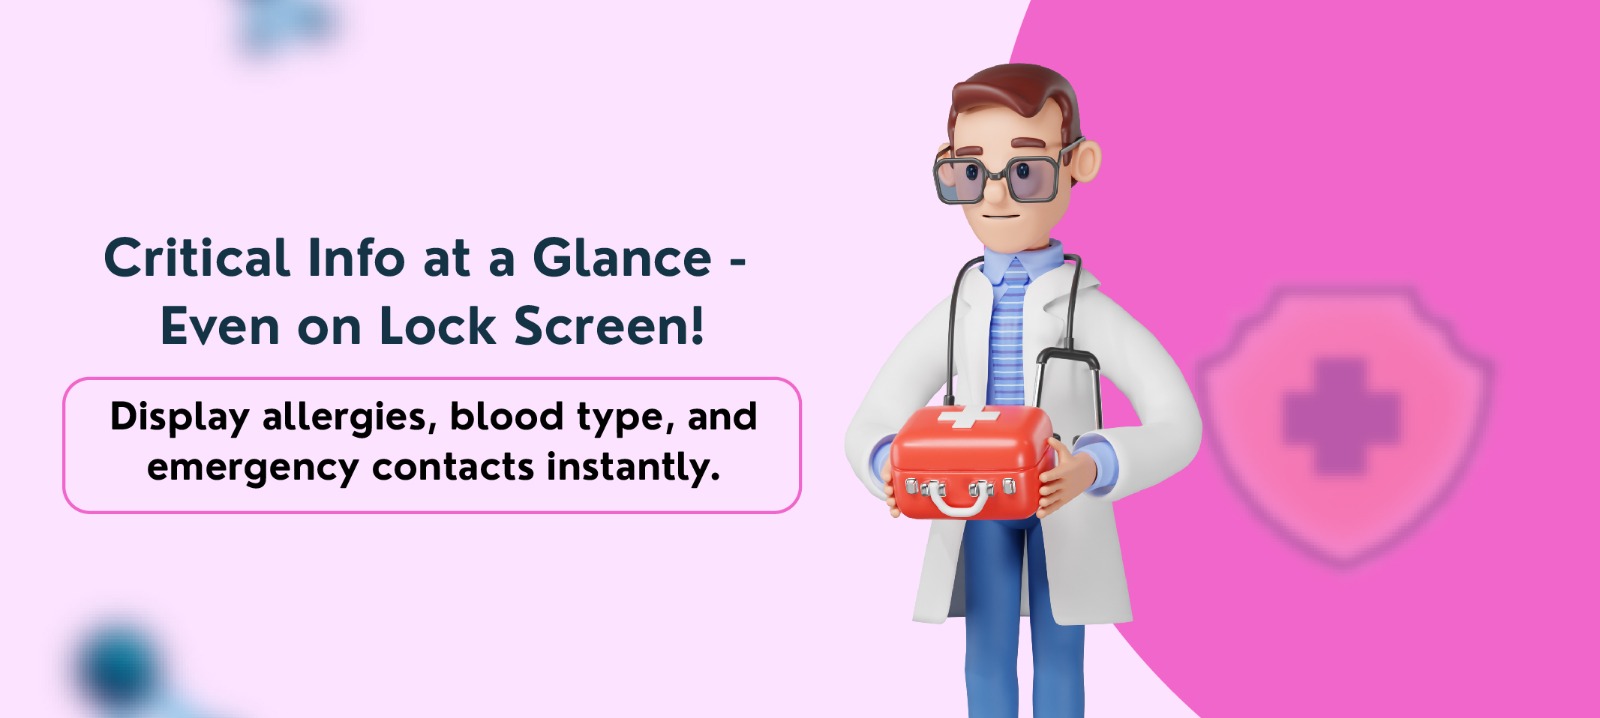 Critical Info at a Glance -
Even on Lock Screen!
Display allergies, blood type, and
emergency contacts instantly.